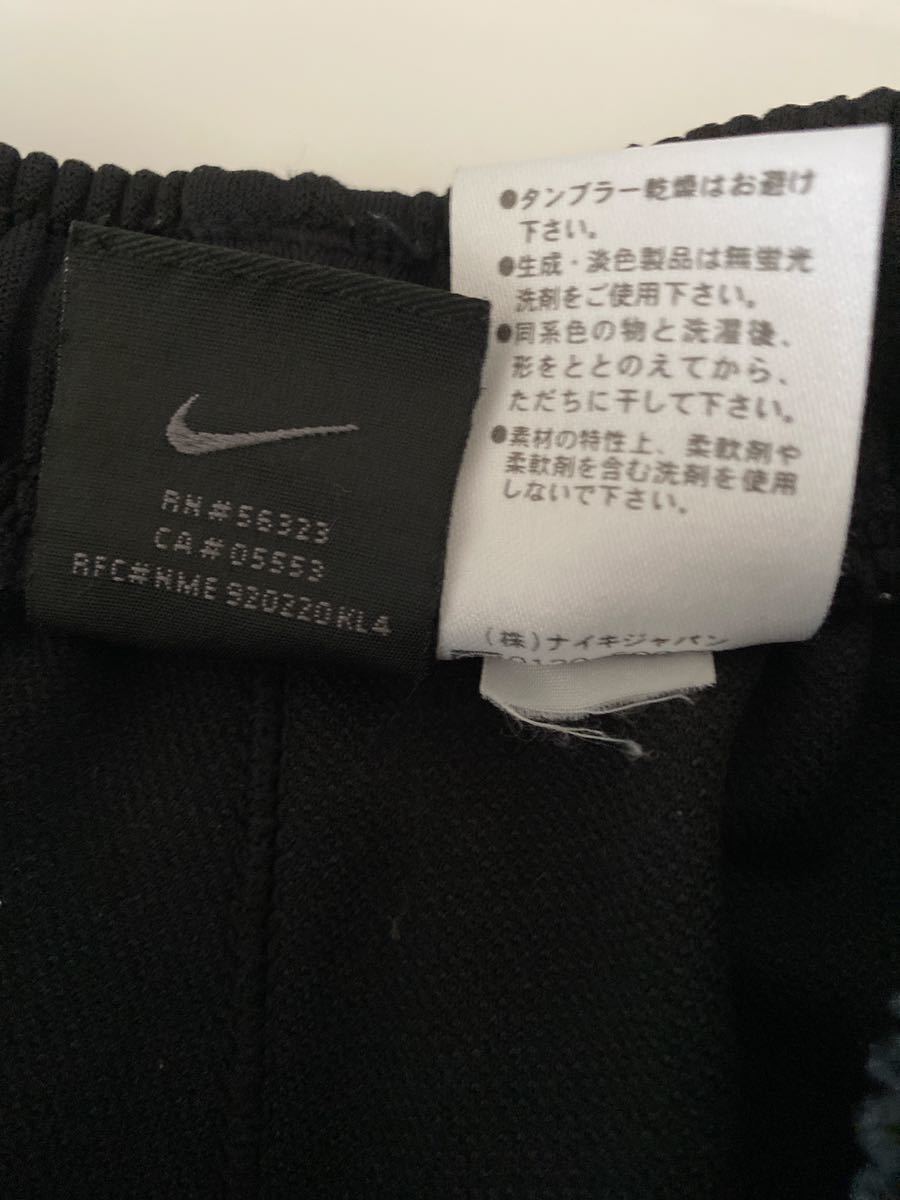 RN#56323
CA#05553
RFC#NME 920220KL4
●タンブラー乾燥はお避け
下さい。
●生成・淡色製品は無蛍光
洗剤をご使用下さい。
●同系色の物と洗濯後、
形をととのえてから、
ただちに干して下さい。
●素材の特性上、柔軟剤や
柔軟剤を含む洗剤を使用
しないで下さい。
(株)ナイキジャパン